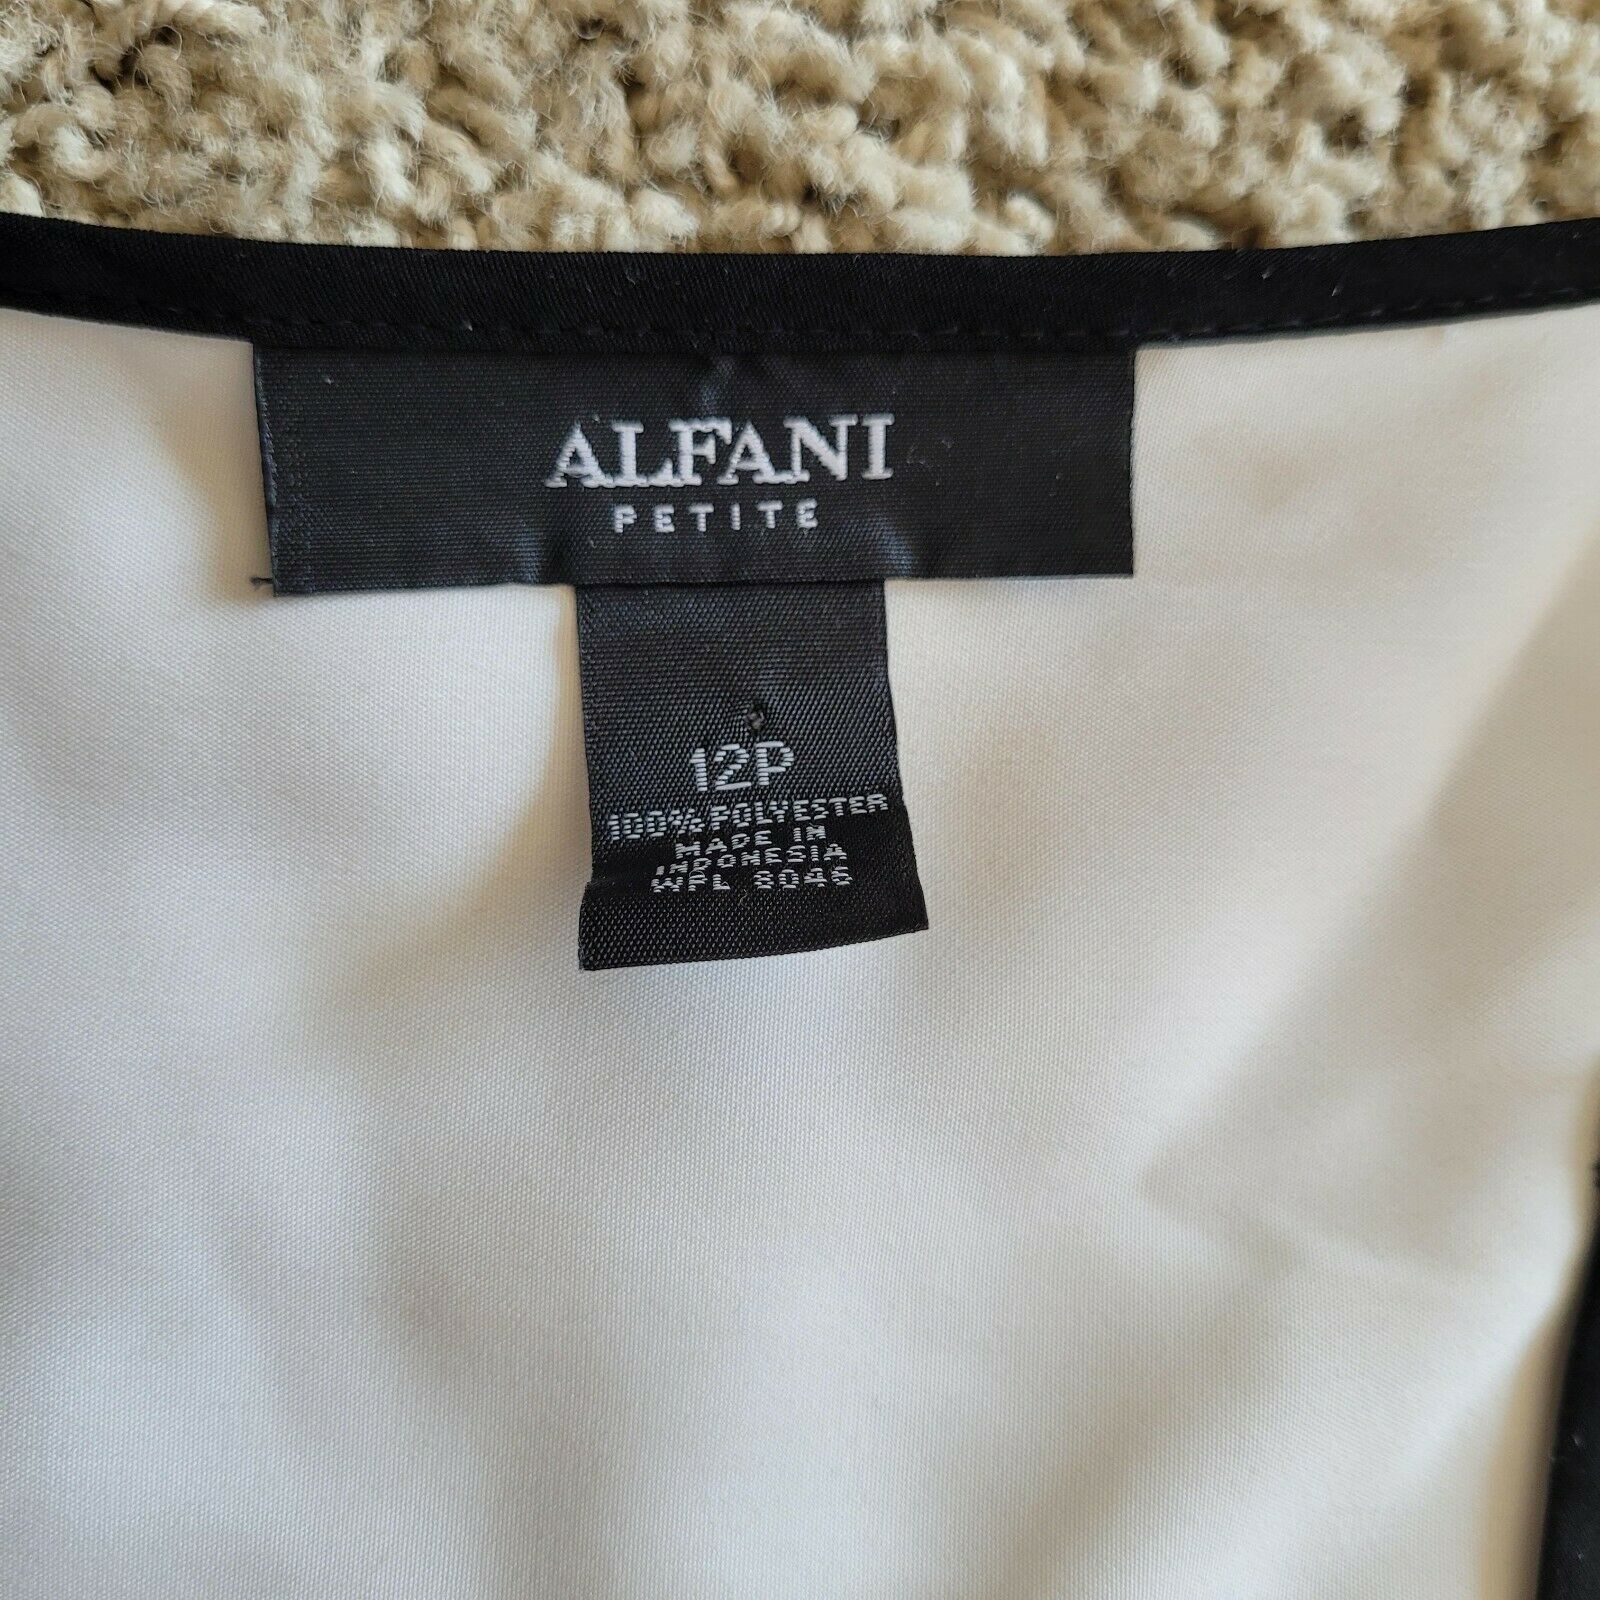 ALFANI
PETITE
12P
100% POLYESTER
MADE IN
INDONESIA
WPL 8046